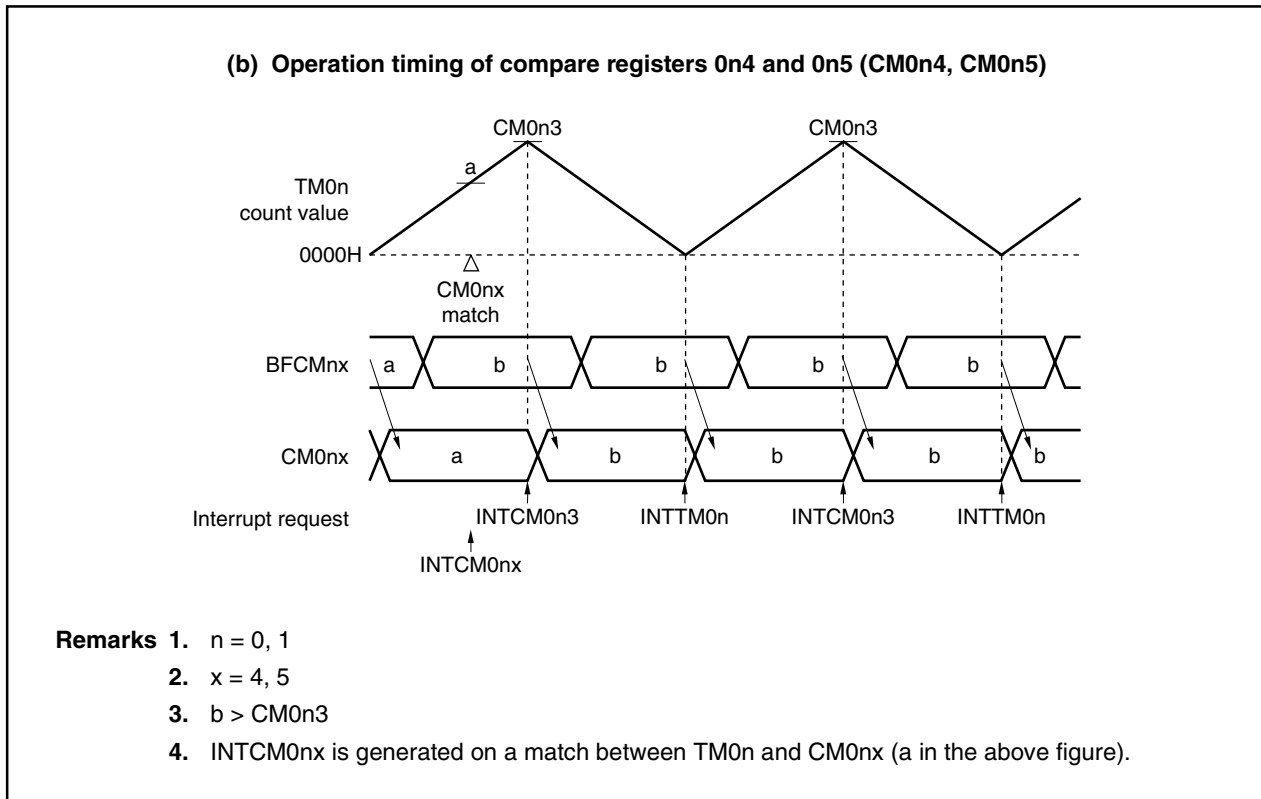 (b) Operation timing of compare registers 0n4 and 0n5 (CM0n4, CM0n5)
CM0n3 CM0n3
a
TM0n
count value
0000H
CM0nx
match
BFCMnx a b b b b
CM0nx a b b b b
Interrupt request INTCM0n3 INTTM0n INTCM0n3 INTTM0n
INTCM0nx
Remarks 1. n = 0, 1
2. x = 4, 5
3. b > CM0n3
4. INTCM0nx is generated on a match between TM0n and CM0nx (a in the above figure).